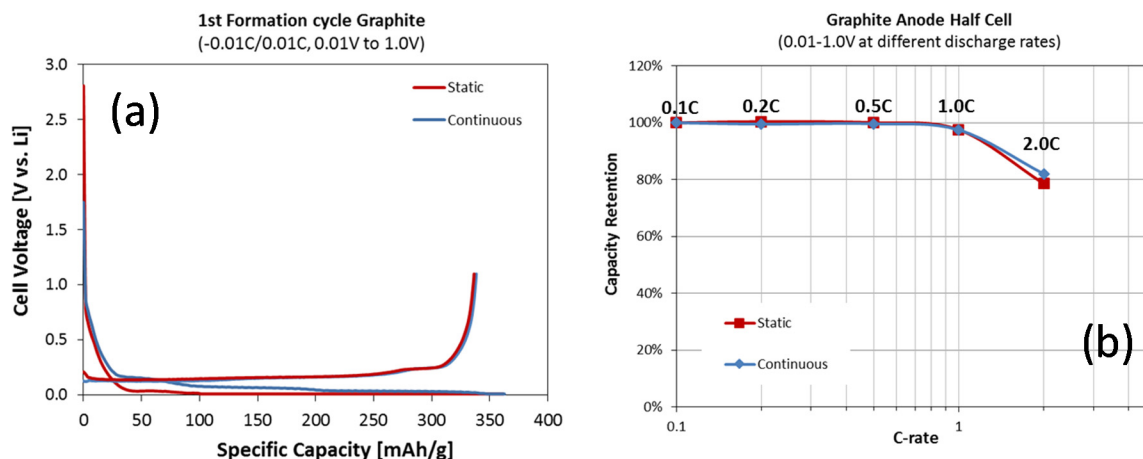 1st Formation cycle Graphite
(-0.01C/0.01C, 0.01V to 1.0V)
3.0
2.5
2.0
1.5
1.0
0.5
0.0
Cell Voltage [V vs. Li]
(a)
Static
Continuous
0 50 100 150 200 250 300 350 400
Specific Capacity [mAh/g]
Graphite Anode Half Cell
(0.01-1.0V at different discharge rates)
120%
100%
80%
60%
40%
20%
0%
Capacity Retention
0.1C 0.2C 0.5C 1.0C
2.0C
Static
Continuous
(b)
0.1 1
C-rate